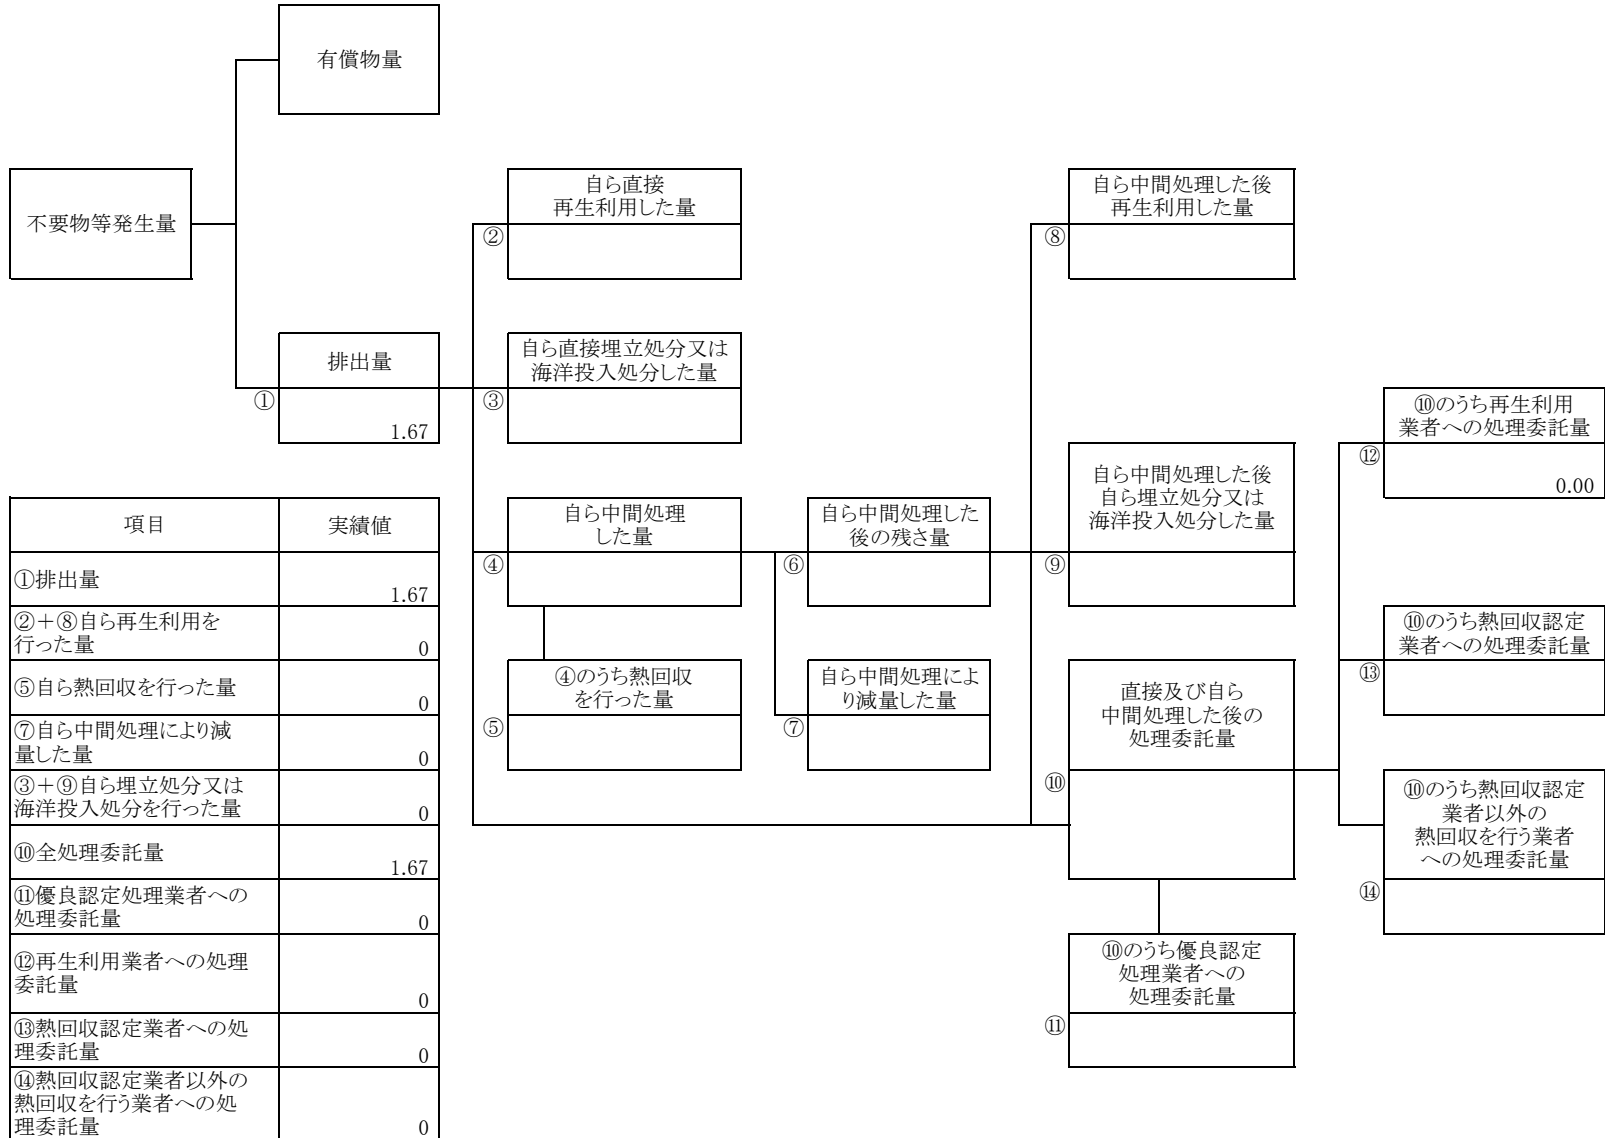 有償物量
不要物等発生量
自ら直接
再生利用した量
②
自ら中間処理した後
再生利用した量
⑧
排出量
①
1.67
自ら直接埋立処分又は
海洋投入処分した量
③
⑩のうち再生利用
業者への処理委託量
⑫
0.00
自ら中間処理した後
自ら埋立処分又は
海洋投入処分した量
⑨
自ら中間処理
した量
④
自ら中間処理した
後の残さ量
⑥
④のうち熱回収
を行った量
⑤
自ら中間処理によ
り減量した量
⑦
直接及び自ら
中間処理した後の
処理委託量
⑩
⑩のうち熱回収認定
業者への処理委託量
⑬
⑩のうち熱回収認定
業者以外の
熱回収を行う業者
への処理委託量
⑭
⑩のうち優良認定
処理業者への
処理委託量
⑪
項目 実績値
①排出量 1.67
②＋⑧自ら再生利用を
行った量 0
⑤自ら熱回収を行った量 0
⑦自ら中間処理により減
量した量 0
③＋⑨自ら埋立処分又は
海洋投入処分を行った量 0
⑩全処理委託量 1.67
⑪優良認定処理業者への
処理委託量 0
⑫再生利用業者への処理
委託量 0
⑬熱回収認定業者への処
理委託量 0
⑭熱回収認定業者以外の
熱回収を行う業者への処
理委託量 0